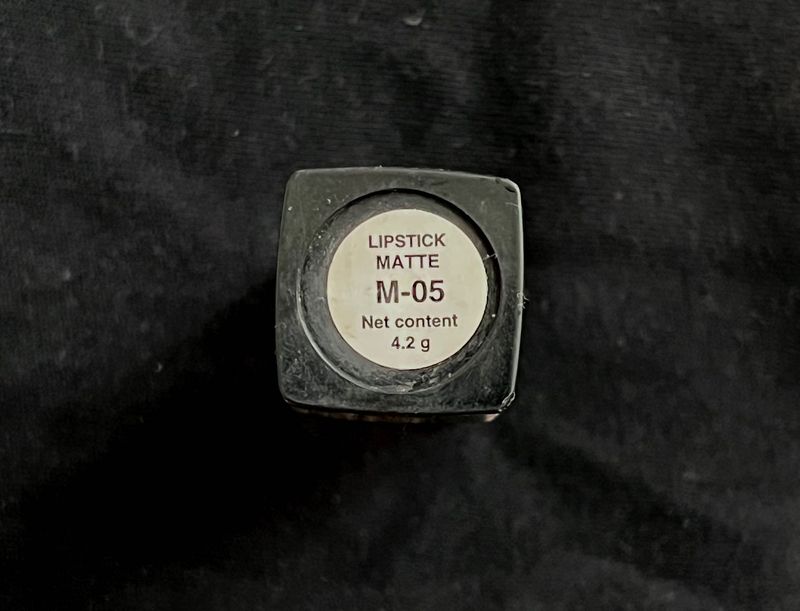 LIPSTICK
MATTE
M-05
Net content
4.2 g